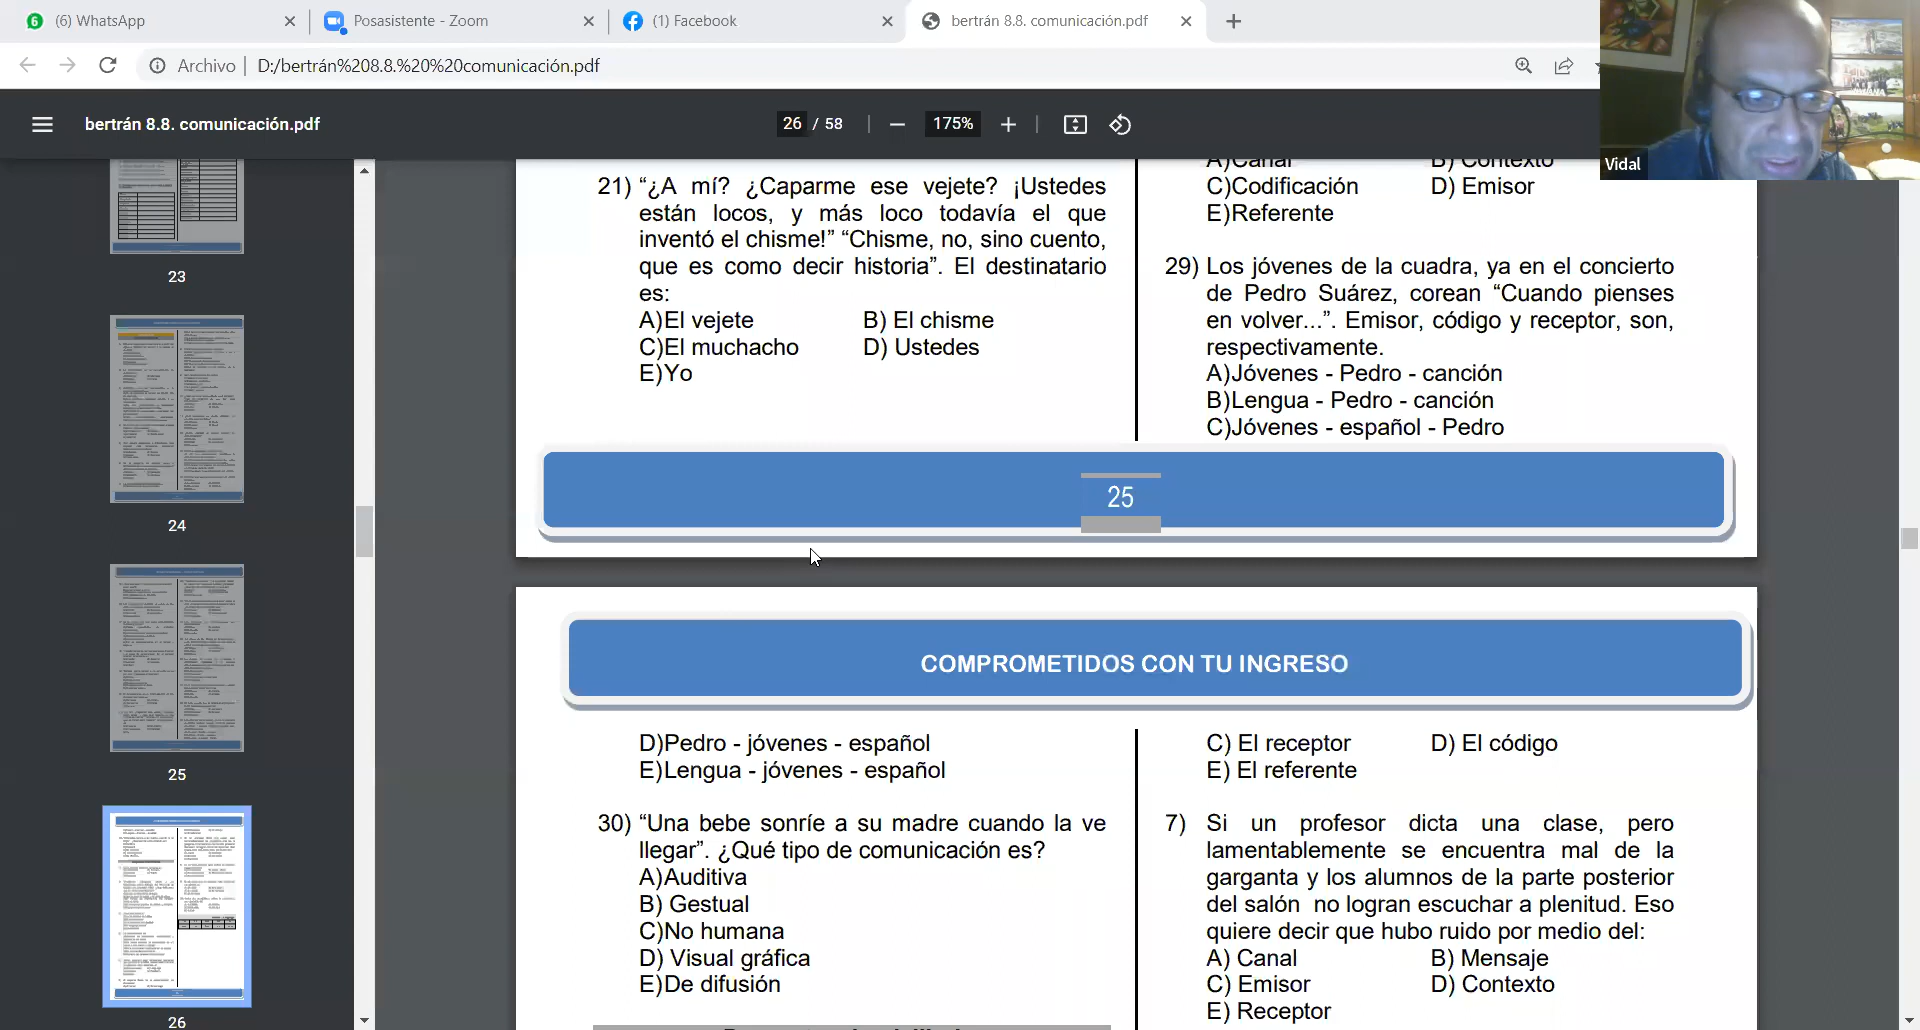 (6) WhatsApp
Posasistente - Zoom
(1) Facebook
bertrán 8.8. comunicación.pdf
Archivo
D:/bertrán%208.8.%20%20comunicación.pdf
bertrán 8.8. comunicación.pdf
26 / 58
175%
Vidal
23
24
25
26
21) “¿A mí? ¿Caparme ese vejete? ¡Ustedes
están locos, y más loco todavía el que
inventó el chisme!” “Chisme, no, sino cuento,
que es como decir historia”. El destinatario
es:
A)El vejete B) El chisme
C)El muchacho D) Ustedes
E)Yo
A)Canal B) Contexto
C)Codificación D) Emisor
E)Referente
29) Los jóvenes de la cuadra, ya en el concierto
de Pedro Suárez, corean “Cuando pienses
en volver...”. Emisor, código y receptor, son,
respectivamente.
A)Jóvenes - Pedro - canción
B)Lengua - Pedro - canción
C)Jóvenes - español - Pedro
25
COMPROMETIDOS CON TU INGRESO
D)Pedro - jóvenes - español
E)Lengua - jóvenes - español
30) “Una bebe sonríe a su madre cuando la ve
llegar”. ¿Qué tipo de comunicación es?
A)Auditiva
B) Gestual
C)No humana
D) Visual gráfica
E)De difusión
C) El receptor D) El código
E) El referente
7) Si un profesor dicta una clase, pero
lamentablemente se encuentra mal de la
garganta y los alumnos de la parte posterior
del salón no logran escuchar a plenitud. Eso
quiere decir que hubo ruido por medio del:
A) Canal B) Mensaje
C) Emisor D) Contexto
E) Receptor